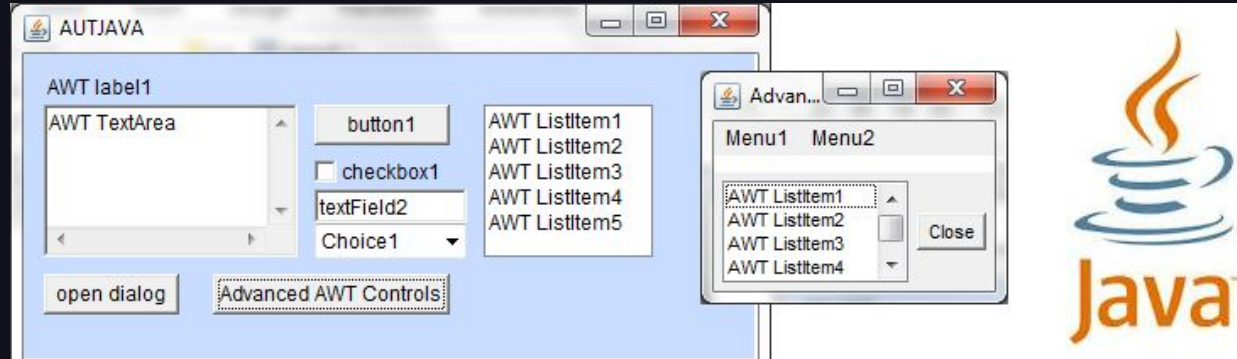 AUTJAVA
AWT label1
AWT TextArea
button1
checkbox1
textField2
Choice1
AWT ListItem1
AWT ListItem2
AWT ListItem3
AWT ListItem4
AWT ListItem5
open dialog
Advanced AWT Controls
Advan...
Menu1 Menu2
AWT ListItem1
AWT ListItem2
AWT ListItem3
AWT ListItem4
Close
Java